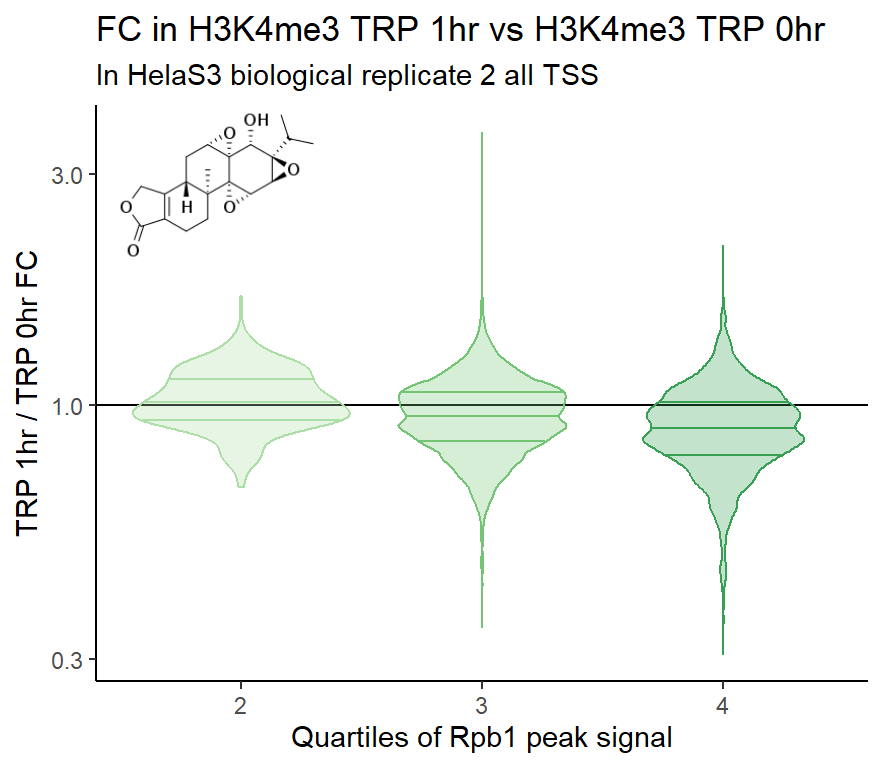 FC in H3K4me3 TRP 1hr vs H3K4me3 TRP 0hr
In HelaS3 biological replicate 2 all TSS
OH
O
O
O
H
O
O
3.0
1.0
0.3
TRP 1hr / TRP 0hr FC
2 3 4
Quartiles of Rpb1 peak signal